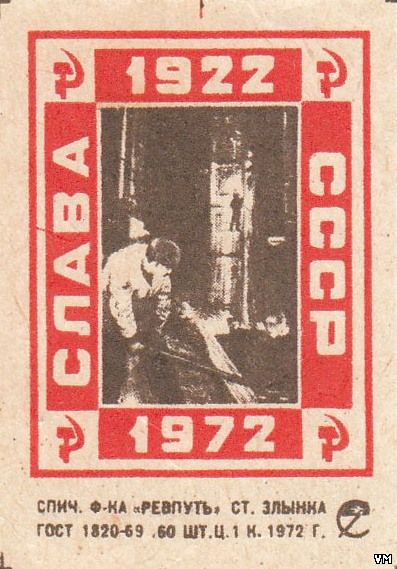 1922
СЛАВА
СССР
1972
СПИЧ. Ф-КА «РЕВПУТЬ» СТ. ЗЛЫНКА
ГОСТ 1820-69 .60 ШТ.Ц.1 К. 1972 Г.
VM